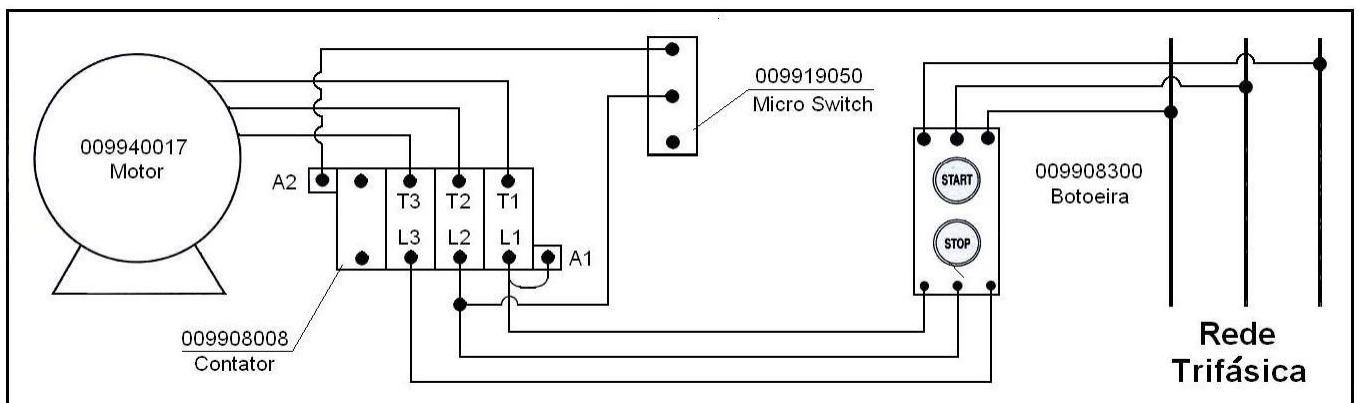 009940017
Motor
A2
T3 T2 T1
L3 L2 L1
A1
009908008
Contator
009919050
Micro Switch
START
STOP
009908300
Botoeira
Rede
Trifásica